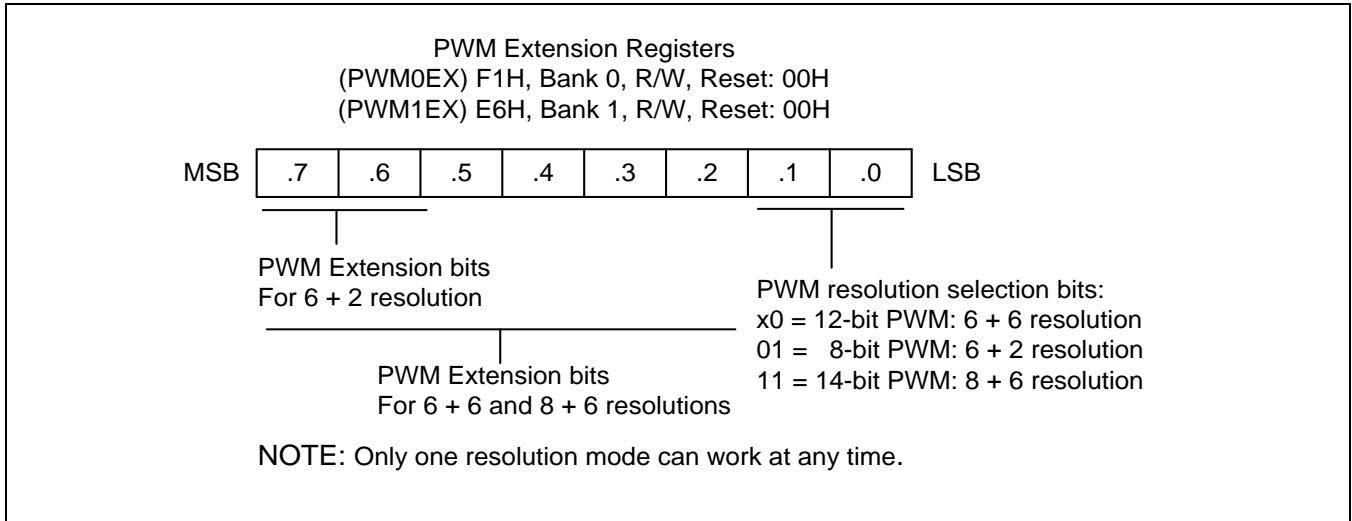 PWM Extension Registers
(PWM0EX) F1H, Bank 0, R/W, Reset: 00H
(PWM1EX) E6H, Bank 1, R/W, Reset: 00H
MSB .7 .6 .5 .4 .3 .2 .1 .0 LSB
PWM Extension bits
For 6 + 2 resolution
PWM resolution selection bits:
x0 = 12-bit PWM: 6 + 6 resolution
01 = 8-bit PWM: 6 + 2 resolution
11 = 14-bit PWM: 8 + 6 resolution
PWM Extension bits
For 6 + 6 and 8 + 6 resolutions
NOTE: Only one resolution mode can work at any time.